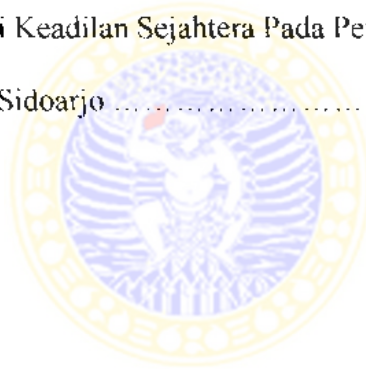 i Keadilan Sejahtera Pada Pe
Sidoarjo ..............................